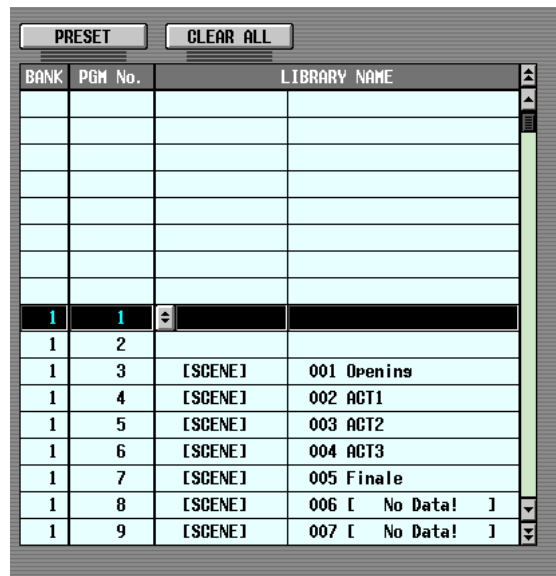 PRESET CLEAR ALL
BANK PGM No. LIBRARY NAME
1 1
1 2
1 3 [SCENE] 001 Opening
1 4 [SCENE] 002 ACT1
1 5 [SCENE] 003 ACT2
1 6 [SCENE] 004 ACT3
1 7 [SCENE] 005 Finale
1 8 [SCENE] 006 [ No Data! ]
1 9 [SCENE] 007 [ No Data! ]